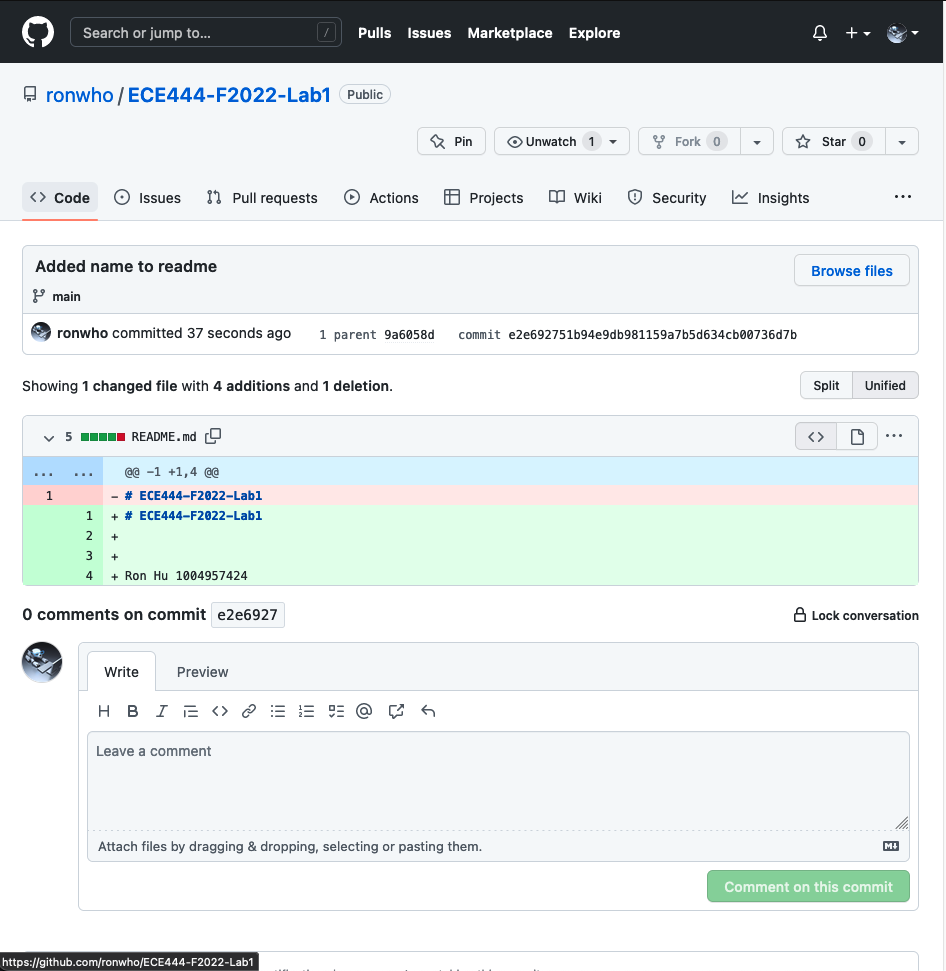 Search or jump to... / Pulls Issues Marketplace Explore
ronwho / ECE444-F2022-Lab1 Public
Pin Unwatch 1 Fork 0 Star 0
Code Issues Pull requests Actions Projects Wiki Security Insights ...
Added name to readme
Browse files
main
ronwho committed 37 seconds ago 1 parent 9a6058d commit e2e692751b94e9db981159a7b5d634cb00736d7b
Showing 1 changed file with 4 additions and 1 deletion.
Split Unified
5 README.md ...
... ... @@ -1 +1,4 @@
1 - # ECE444-F2022-Lab1
1 + # ECE444-F2022-Lab1
2 +
3 +
4 + Ron Hu 1004957424
0 comments on commit e2e6927
Lock conversation
Write Preview
H B I @
Leave a comment
Attach files by dragging & dropping, selecting or pasting them.
Comment on this commit
https://github.com/ronwho/ECE444-F2022-Lab1